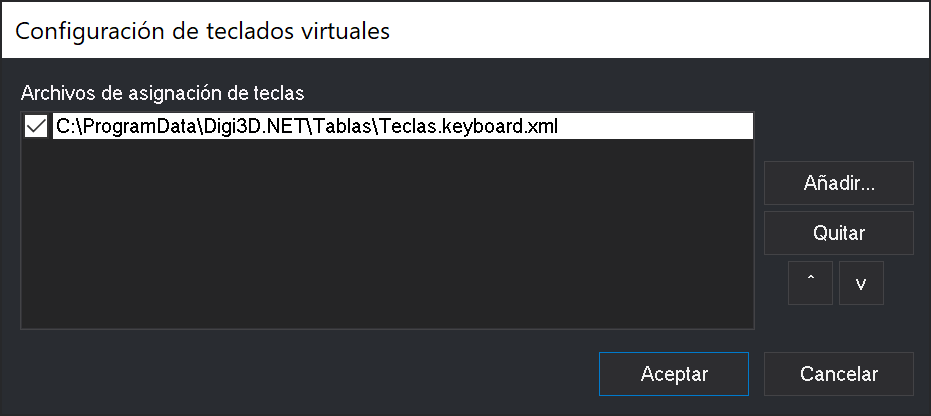 Configuración de teclados virtuales
Archivos de asignación de teclas
C:\ProgramData\Digi3D.NET\Tablas\Teclas.keyboard.xml
Añadir...
Quitar
^ v
Aceptar Cancelar